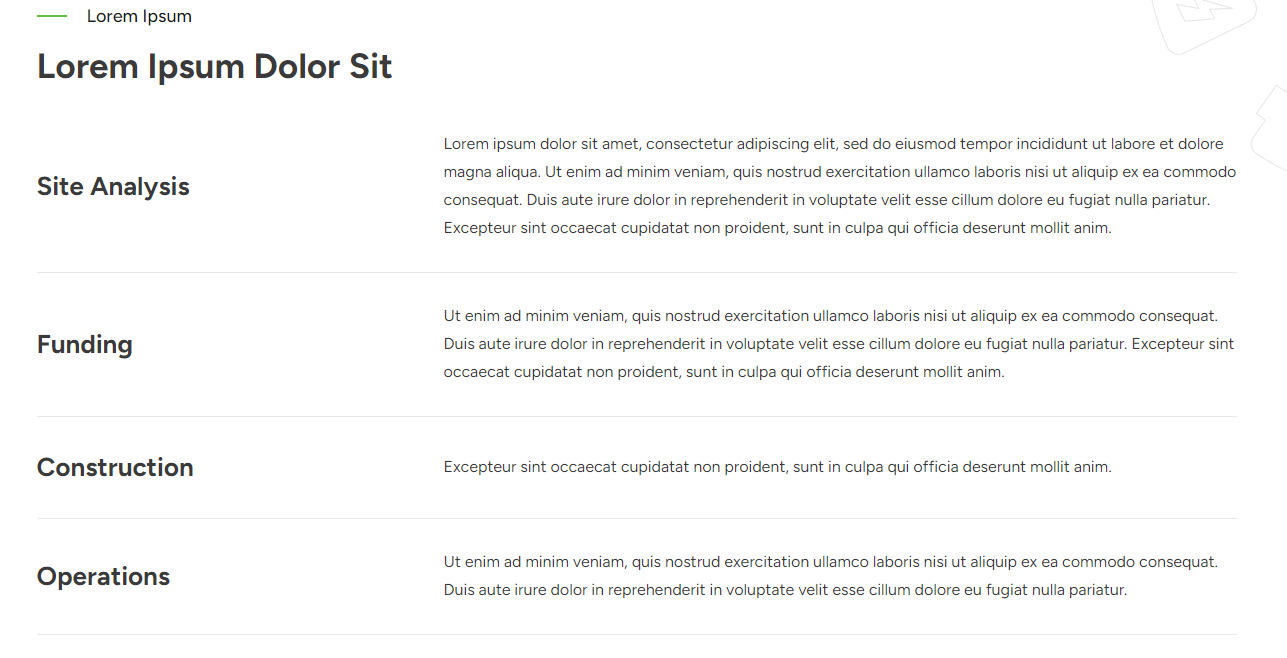 Lorem Ipsum
Lorem Ipsum Dolor Sit
Site Analysis
Lorem ipsum dolor sit amet, consectetur adipiscing elit, sed do eiusmod tempor incididunt ut labore et dolore
magna aliqua. Ut enim ad minim veniam, quis nostrud exercitation ullamco laboris nisi ut aliquip ex ea commodo
consequat. Duis aute irure dolor in reprehenderit in voluptate velit esse cillum dolore eu fugiat nulla pariatur.
Excepteur sint occaecat cupidatat non proident, sunt in culpa qui officia deserunt mollit anim.
Funding
Ut enim ad minim veniam, quis nostrud exercitation ullamco laboris nisi ut aliquip ex ea commodo consequat.
Duis aute irure dolor in reprehenderit in voluptate velit esse cillum dolore eu fugiat nulla pariatur. Excepteur sint
occaecat cupidatat non proident, sunt in culpa qui officia deserunt mollit anim.
Construction
Excepteur sint occaecat cupidatat non proident, sunt in culpa qui officia deserunt mollit anim.
Operations
Ut enim ad minim veniam, quis nostrud exercitation ullamco laboris nisi ut aliquip ex ea commodo consequat.
Duis aute irure dolor in reprehenderit in voluptate velit esse cillum dolore eu fugiat nulla pariatur.